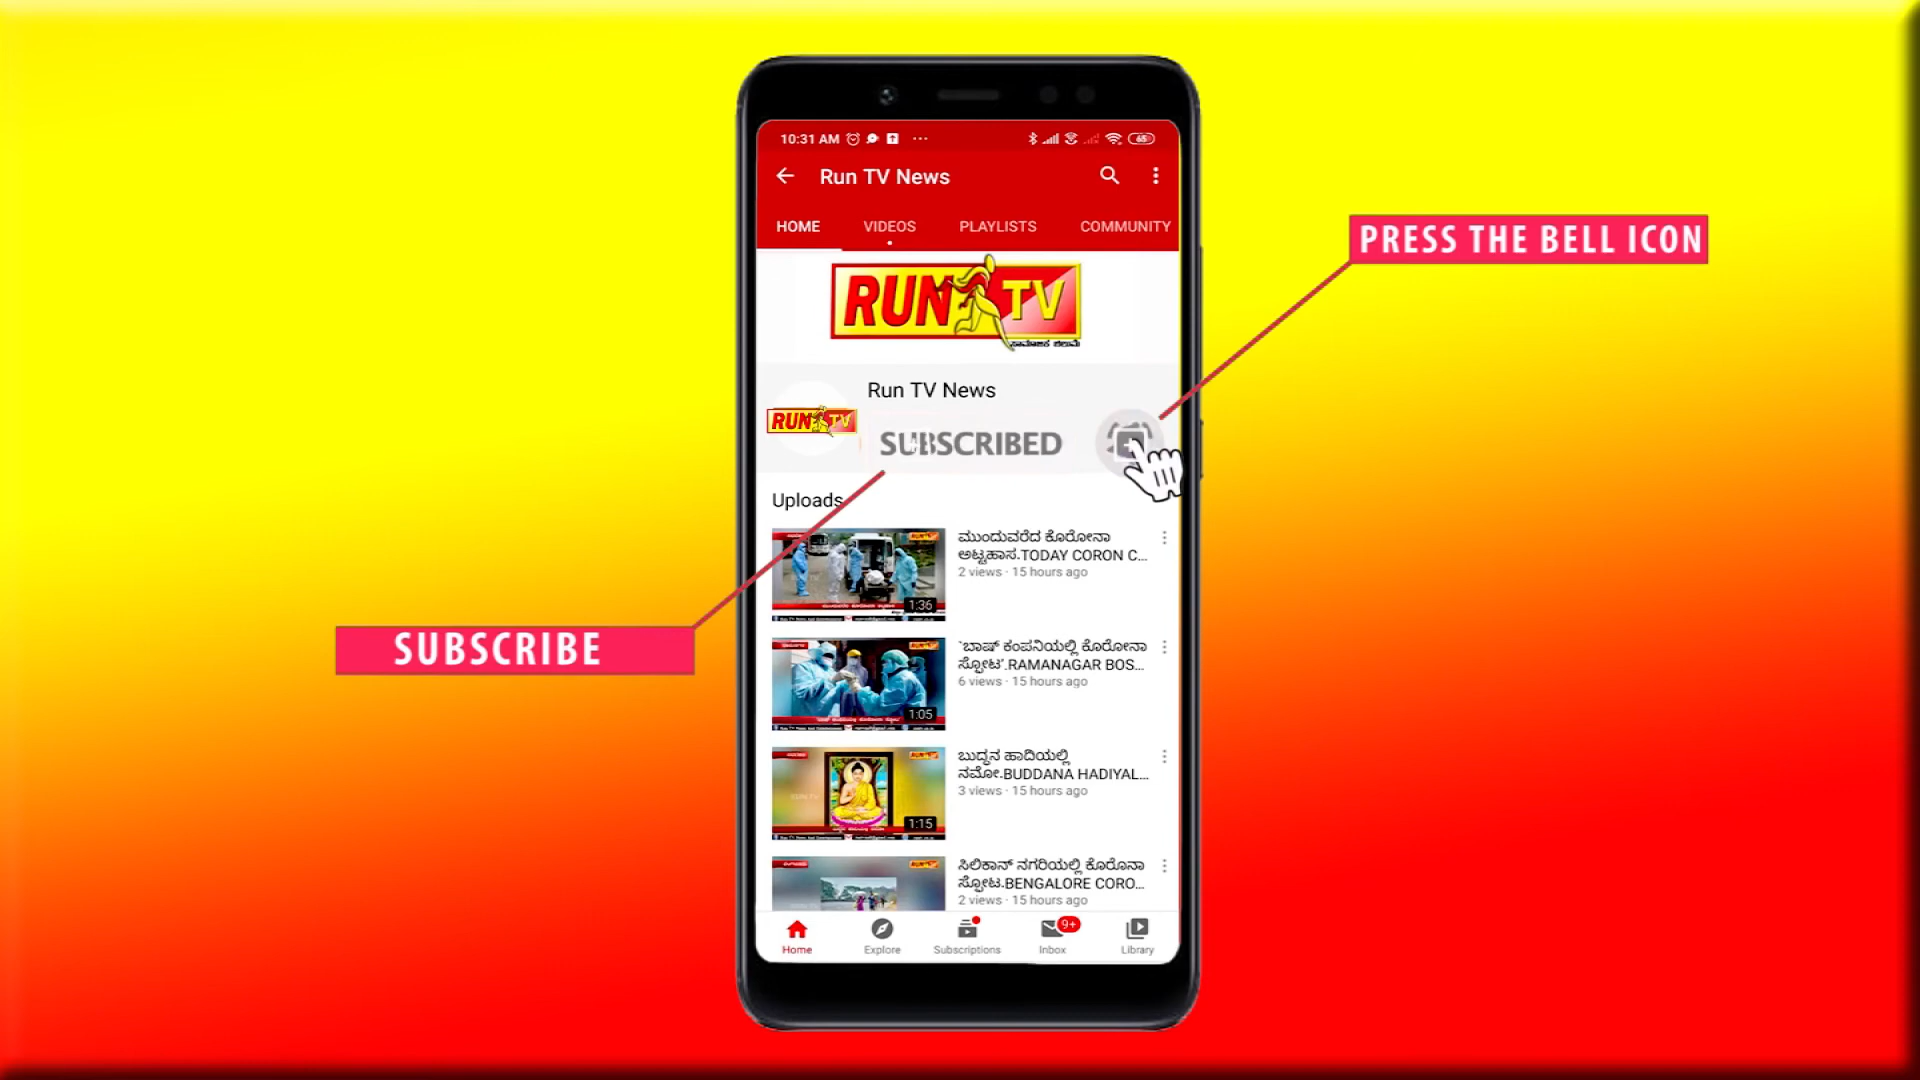 10:31 AM
65
Run TV News
HOME VIDEOS PLAYLISTS COMMUNITY
PRESS THE BELL ICON
RUN TV
ಸಾಮಾಜಿಕ ಚಿಲುಮೆ
Run TV News
RUN TV
SUBSCRIBED
Uploads
ಮುಂದುವರೆದ ಕೊರೋನಾ
ಅಟ್ಟಹಾಸ.TODAY CORON C...
2 views · 15 hours ago
1:36
SUBSCRIBE
`ಬಾಷ್ ಕಂಪನಿಯಲ್ಲಿ ಕೊರೋನಾ
ಸ್ಫೋಟ'.RAMANAGAR BOS...
6 views · 15 hours ago
1:05
ಬುದ್ಧನ ಹಾದಿಯಲ್ಲಿ
ನಮೋ.BUDDANA HADIYAL...
3 views · 15 hours ago
1:15
ಸಿಲಿಕಾನ್ ನಗರಿಯಲ್ಲಿ ಕೊರೊನಾ
ಸ್ಫೋಟ.BENGALORE CORO...
2 views · 15 hours ago
9+
Home Explore Subscriptions Inbox Library